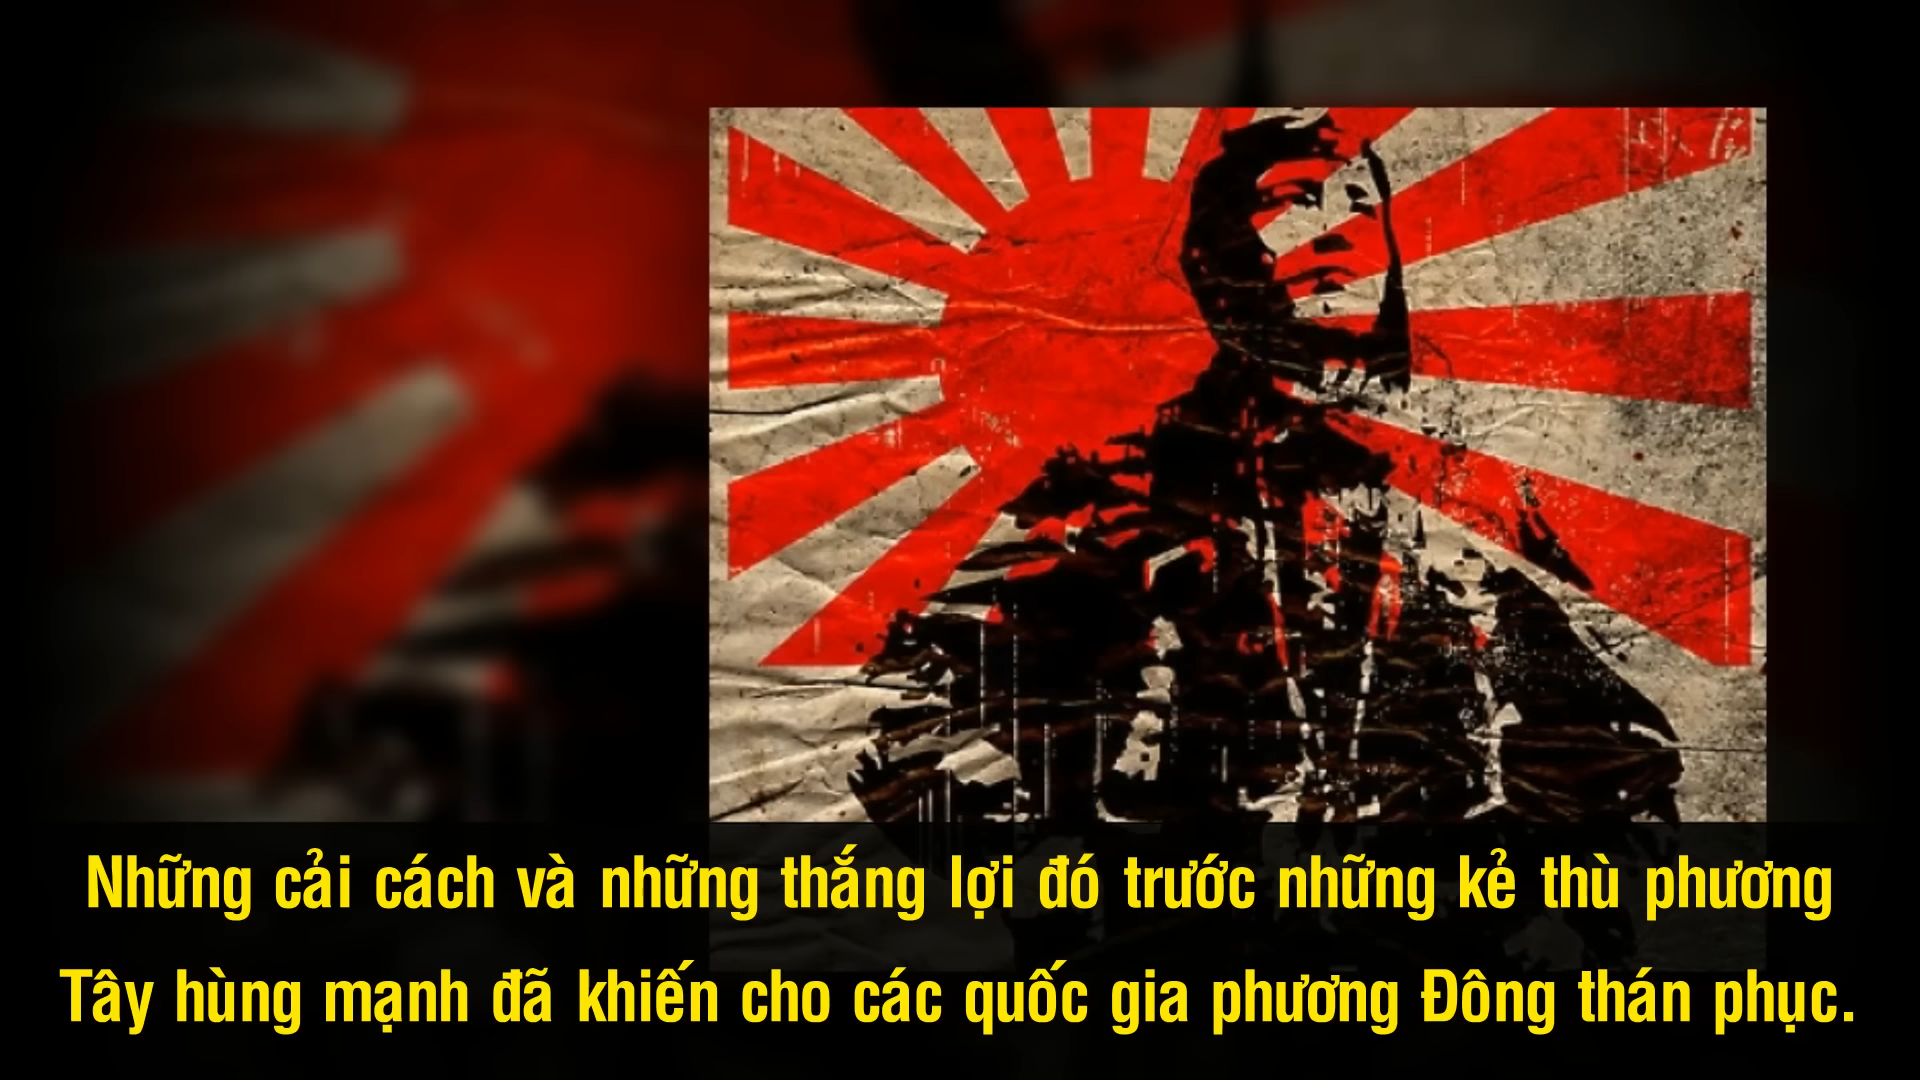 Những cải cách và những thắng lợi đó trước những kẻ thù phương
Tây hùng mạnh đã khiến cho các quốc gia phương Đông thán phục.